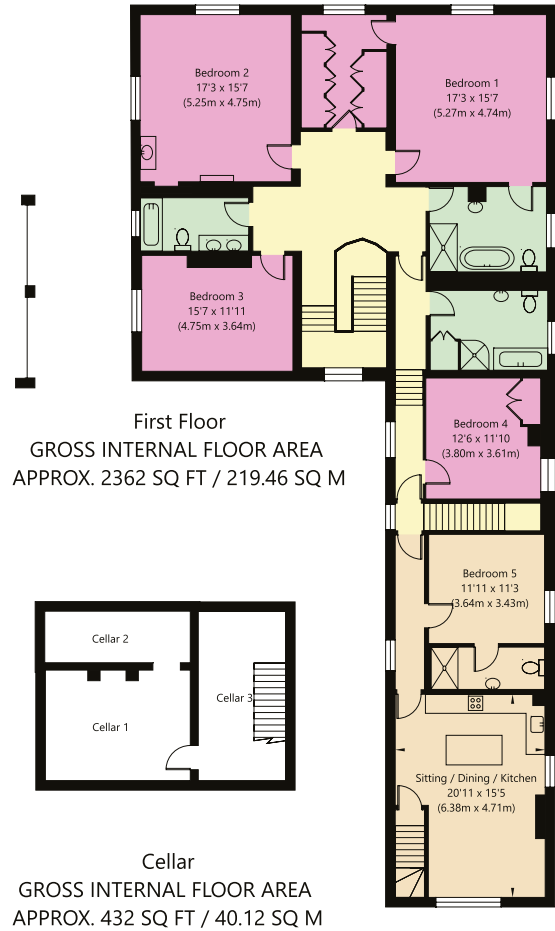 Bedroom 2
17'3 x 15'7
(5.25m x 4.75m)
Bedroom 1
17'3 x 15'7
(5.27m x 4.74m)
Bedroom 3
15'7 x 11'11
(4.75m x 3.64m)
Bedroom 4
12'6 x 11'10
(3.80m x 3.61m)
First Floor
GROSS INTERNAL FLOOR AREA
APPROX. 2362 SQ FT / 219.46 SQ M
Bedroom 5
11'11 x 11'3
(3.64m x 3.43m)
Cellar 2
Cellar 1
Cellar 3
Sitting / Dining / Kitchen
20'11 x 15'5
(6.38m x 4.71m)
Cellar
GROSS INTERNAL FLOOR AREA
APPROX. 432 SQ FT / 40.12 SQ M